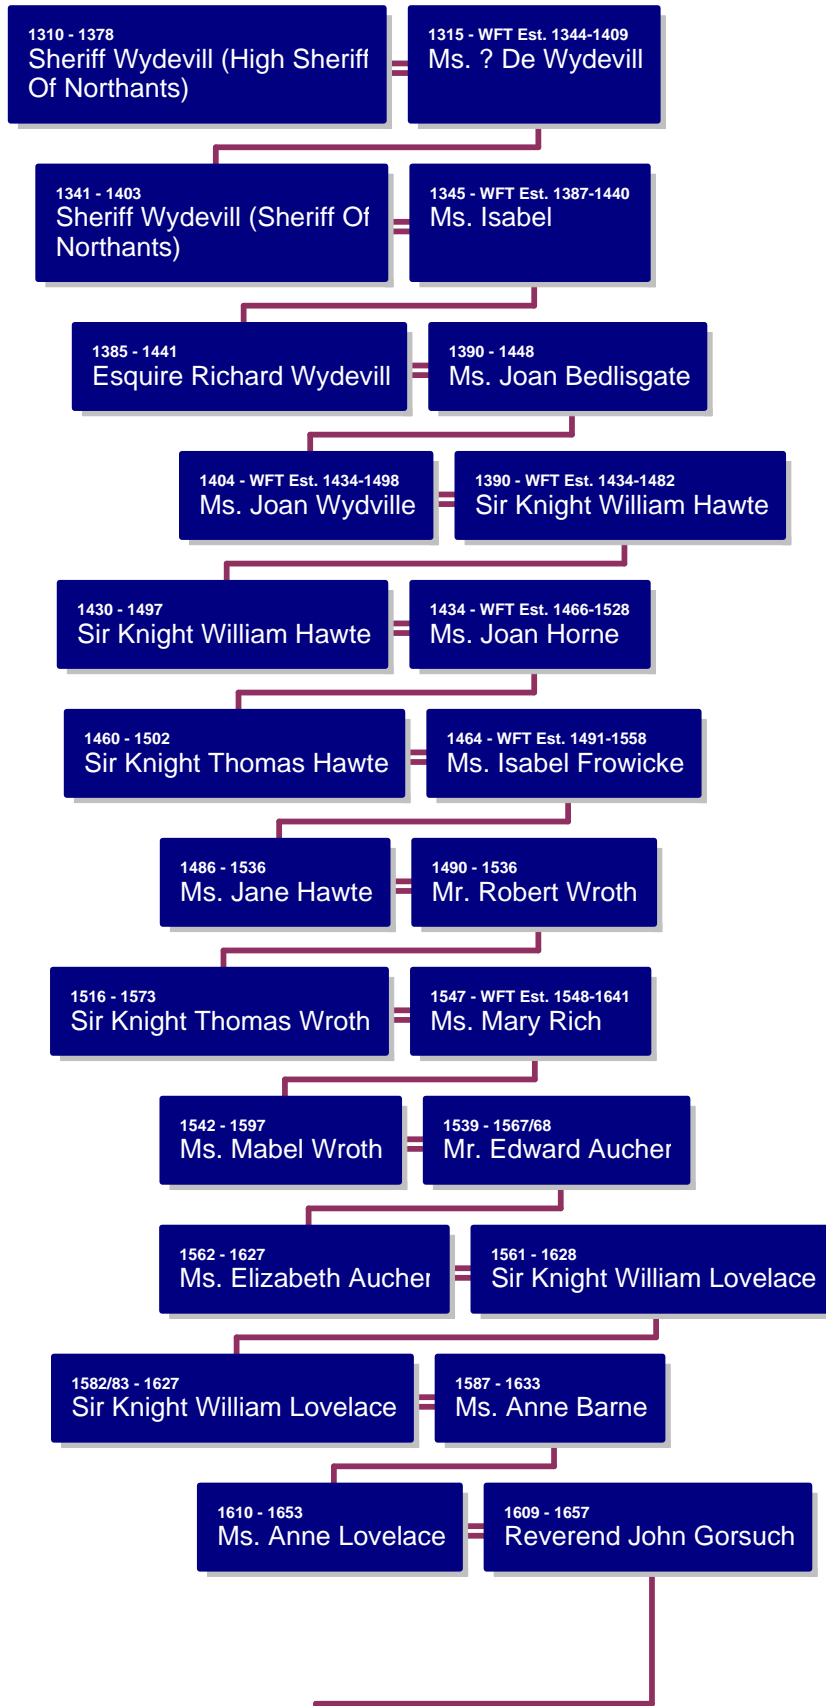 1310 - 1378
Sheriff Wydevill (High Sheriff
Of Northants)
1315 - WFT Est. 1344-1409
Ms. ? De Wydevill
1341 - 1403
Sheriff Wydevill (Sheriff Of
Northants)
1345 - WFT Est. 1387-1440
Ms. Isabel
1385 - 1441
Esquire Richard Wydevill
1390 - 1448
Ms. Joan Bedlisgate
1404 - WFT Est. 1434-1498
Ms. Joan Wydville
1390 - WFT Est. 1434-1482
Sir Knight William Hawte
1430 - 1497
Sir Knight William Hawte
1434 - WFT Est. 1466-1528
Ms. Joan Horne
1460 - 1502
Sir Knight Thomas Hawte
1464 - WFT Est. 1491-1558
Ms. Isabel Frowicke
1486 - 1536
Ms. Jane Hawte
1490 - 1536
Mr. Robert Wroth
1516 - 1573
Sir Knight Thomas Wroth
1547 - WFT Est. 1548-1641
Ms. Mary Rich
1542 - 1597
Ms. Mabel Wroth
1539 - 1567/68
Mr. Edward Aucher
1562 - 1627
Ms. Elizabeth Aucher
1561 - 1628
Sir Knight William Lovelace
1582/83 - 1627
Sir Knight William Lovelace
1587 - 1633
Ms. Anne Barne
1610 - 1653
Ms. Anne Lovelace
1609 - 1657
Reverend John Gorsuch